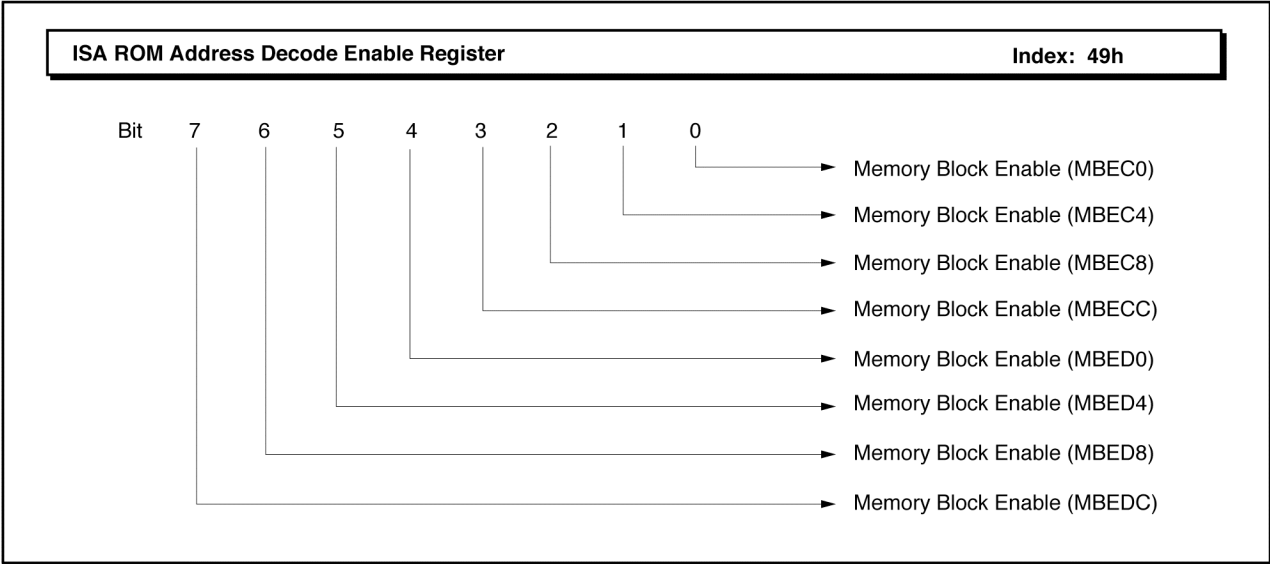 ISA ROM Address Decode Enable Register Index: 49h
Bit 7 6 5 4 3 2 1 0
Memory Block Enable (MBEC0)
Memory Block Enable (MBEC4)
Memory Block Enable (MBEC8)
Memory Block Enable (MBECC)
Memory Block Enable (MBED0)
Memory Block Enable (MBED4)
Memory Block Enable (MBED8)
Memory Block Enable (MBEDC)